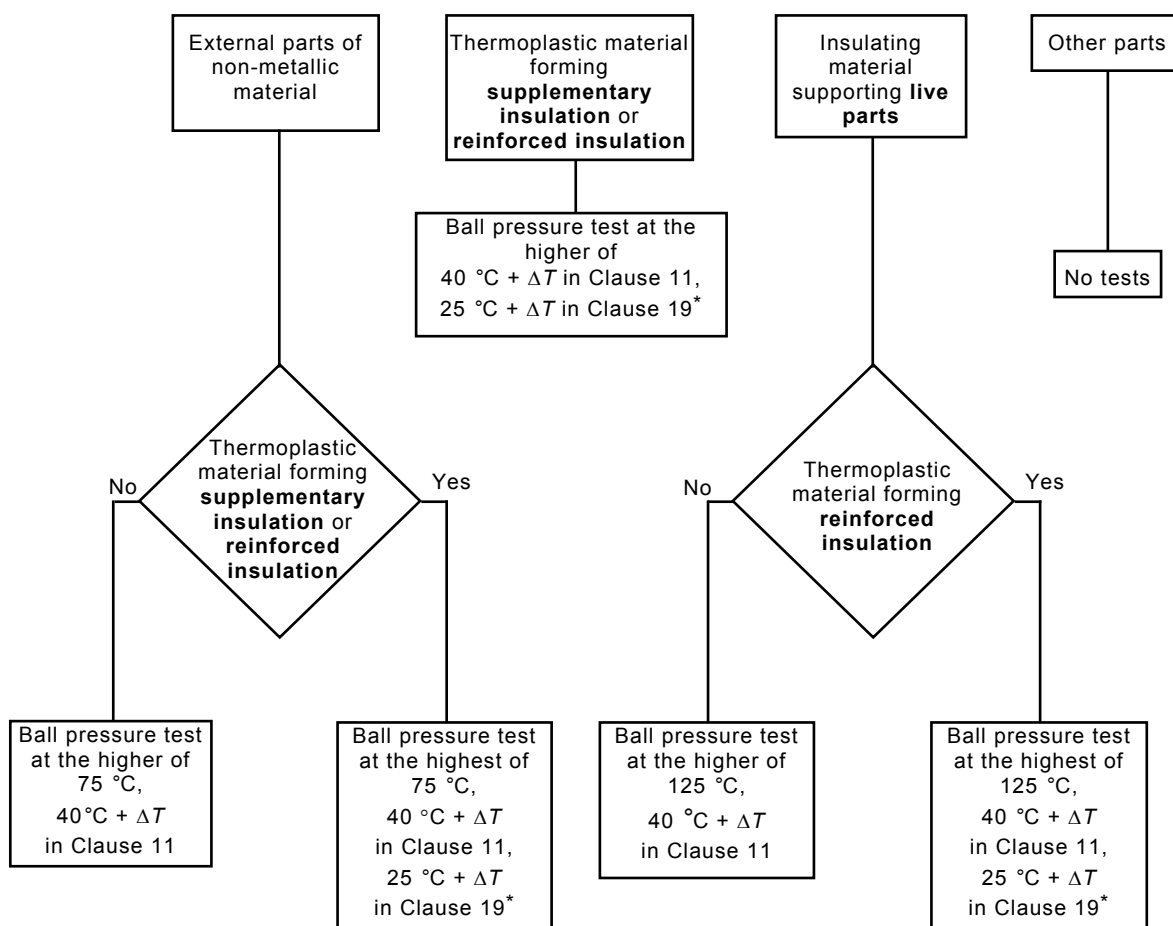 External parts of
non-metallic
material
Thermoplastic material
forming
supplementary
insulation or
reinforced insulation
Insulating
material
supporting live
parts
Other parts
Ball pressure test at the
higher of
40 °C + ΔT in Clause 11,
25 °C + ΔT in Clause 19*
No tests
Thermoplastic
material forming
supplementary
insulation or
reinforced
insulation
No
Yes
Thermoplastic
material forming
reinforced
insulation
No
Yes
Ball pressure test
at the higher of
75 °C,
40°C + ΔT
in Clause 11
Ball pressure test
at the highest of
75 °C,
40 °C + ΔT
in Clause 11,
25 °C + ΔT
in Clause 19*
Ball pressure test
at the higher of
125 °C,
40 °C + ΔT
in Clause 11
Ball pressure test
at the highest of
125 °C,
40 °C + ΔT
in Clause 11,
25 °C + ΔT
in Clause 19*